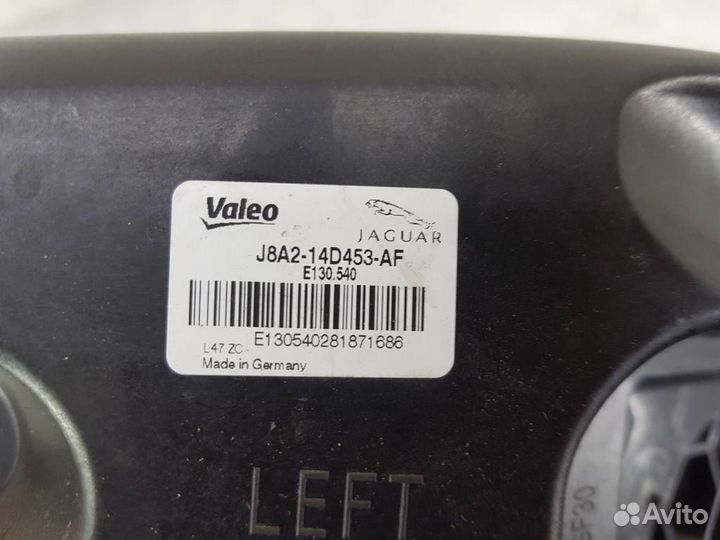 Valeo
JAGUAR
J8A2-14D453-AF
E130.540
E130540281871686
L47 ZC -
Made in Germany
LEFT
Avito